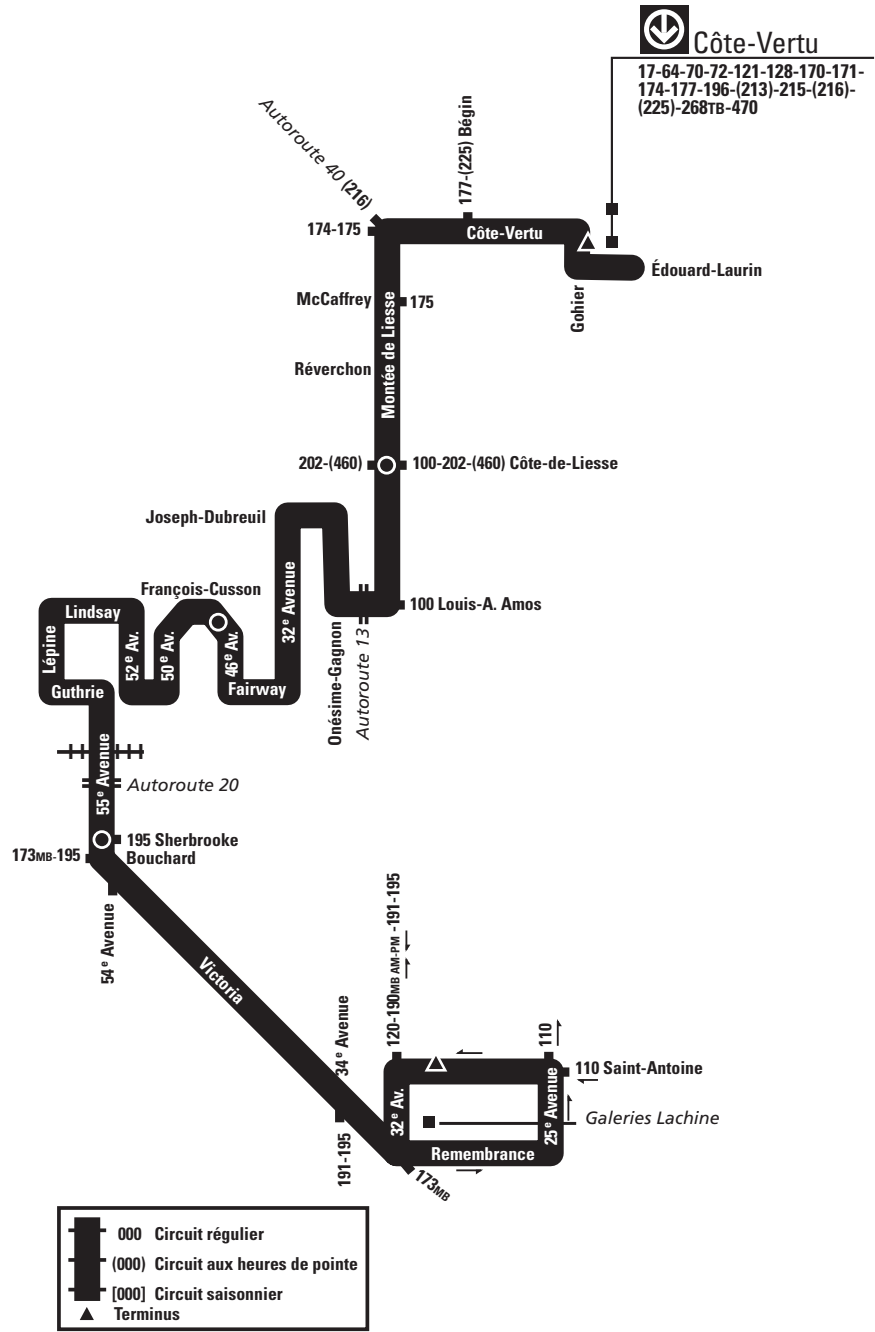 Côte-Vertu
17-64-70-72-121-128-170-171-
174-177-196-(213)-215-(216)-
(225)-268TB-470
Autoroute 40 (216)
177-(225) Bégin
174-175
Côte-Vertu
Édouard-Laurin
Gohier
McCaffrey
175
Montée de Liesse
Réverchon
202-(460)
100-202-(460) Côte-de-Liesse
Joseph-Dubreuil
32e Avenue
François-Cusson
100 Louis-A. Amos
Onésime-Gagnon
Autoroute 13
Lindsay
Lépine
52e Av.
50e Av.
46e Av.
Guthrie
Fairway
55e Avenue
Autoroute 20
195 Sherbrooke
173MB-195
Bouchard
54e Avenue
Victoria
34e Avenue
191-195
120-190MB AM-PM -191-195
110
110 Saint-Antoine
32e Av.
25e Avenue
Galeries Lachine
Remembrance
173MB
000 Circuit régulier
(000) Circuit aux heures de pointe
[000] Circuit saisonnier
Terminus